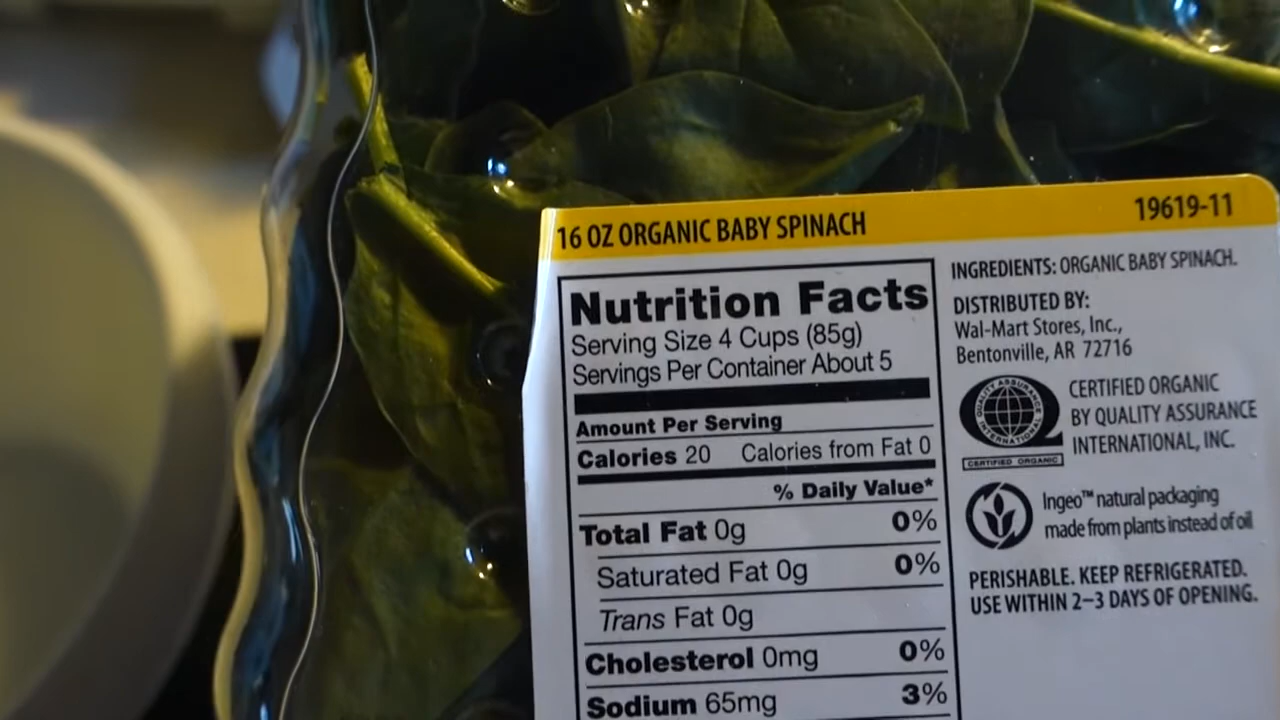 16 OZ ORGANIC BABY SPINACH
19619-11
Nutrition Facts
Serving Size 4 Cups (85g)
Servings Per Container About 5
Amount Per Serving
Calories 20 Calories from Fat 0
% Daily Value*
Total Fat 0g 0%
Saturated Fat 0g 0%
Trans Fat 0g
Cholesterol 0mg 0%
Sodium 65mg 3%
INGREDIENTS: ORGANIC BABY SPINACH.
DISTRIBUTED BY:
Wal-Mart Stores, Inc.,
Bentonville, AR 72716
QUALITY ASSURANCE
INTERNATIONAL
CERTIFIED ORGANIC
CERTIFIED ORGANIC
BY QUALITY ASSURANCE
INTERNATIONAL, INC.
Ingeo™ natural packaging
made from plants instead of oil
PERISHABLE. KEEP REFRIGERATED.
USE WITHIN 2–3 DAYS OF OPENING.